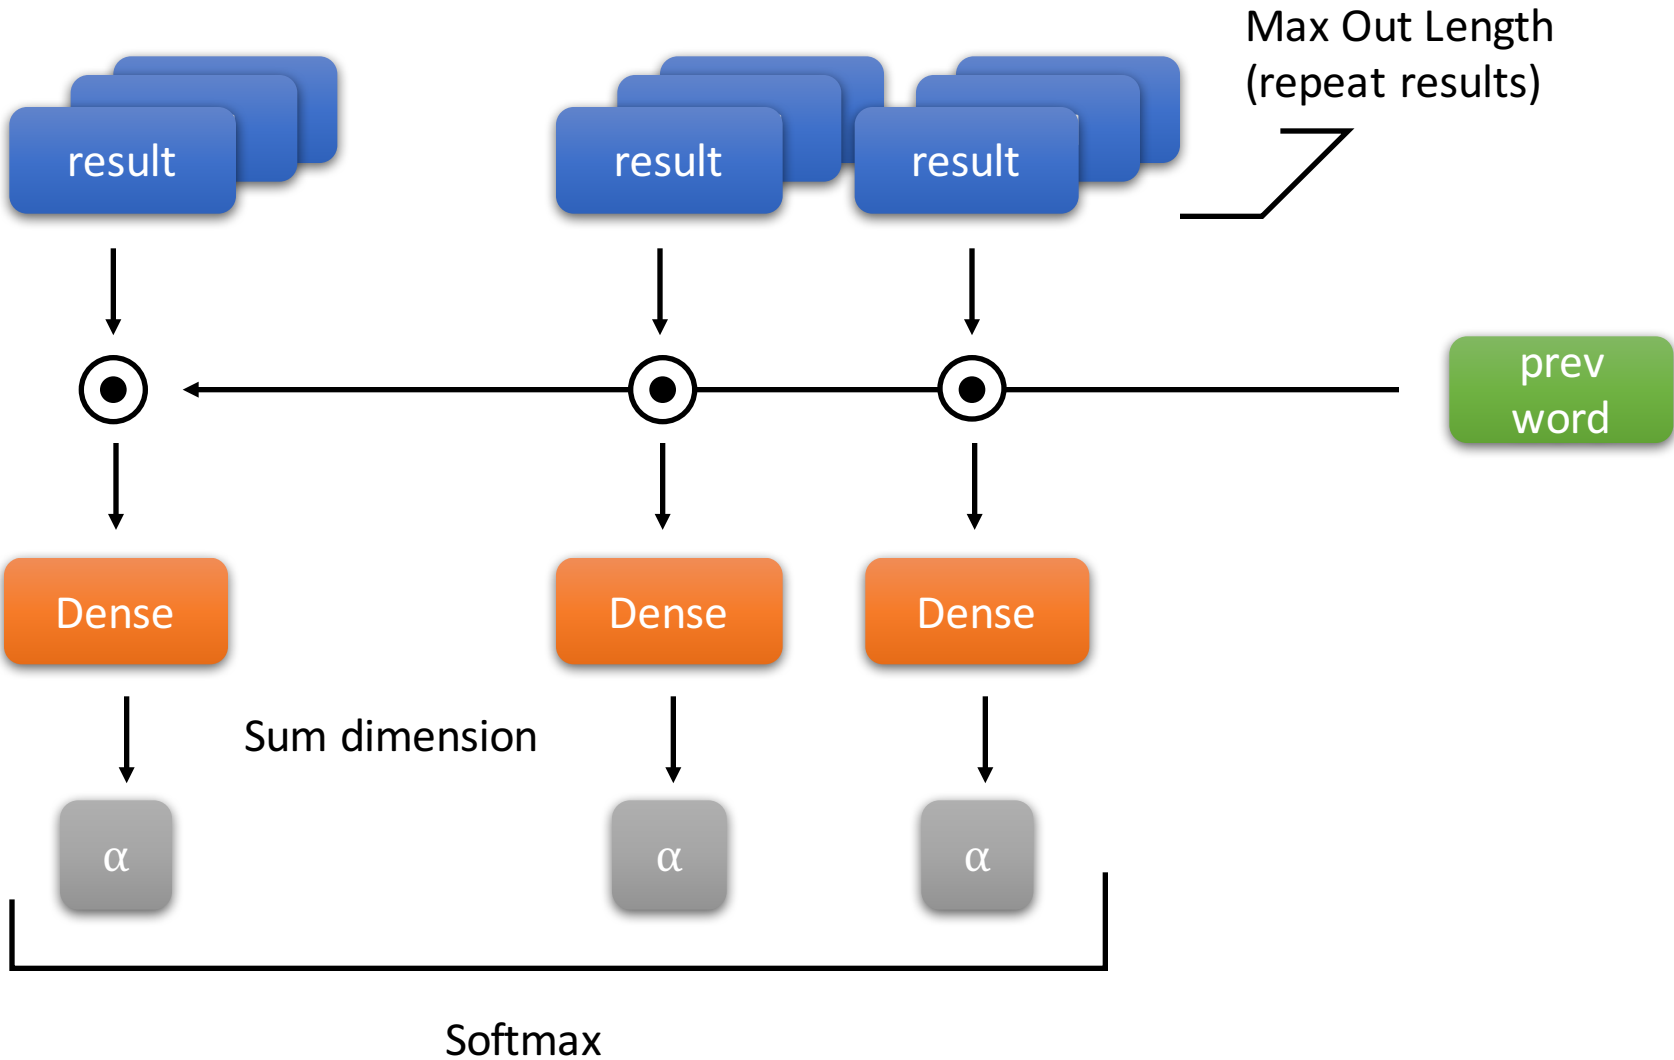 Max Out Length
(repeat results)
result
result
result
prev
word
Dense
Dense
Dense
Sum dimension
α
α
α
Softmax